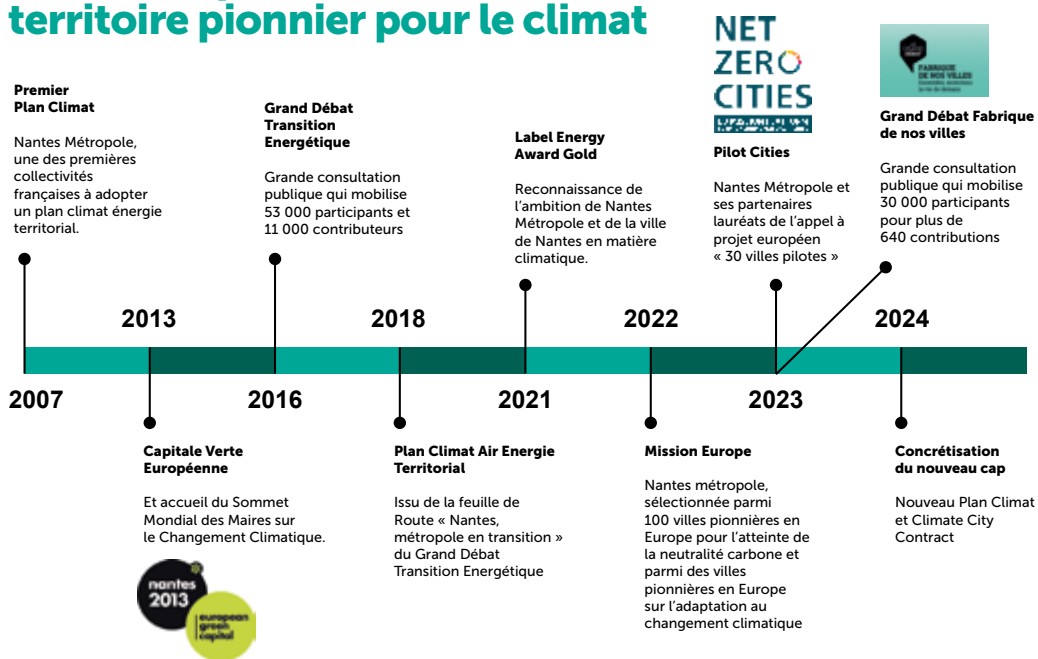 territoire pionnier pour le climat
NET
ZERO
CITIES
FABRIQUE
DE NOS VILLES
Premier
Plan Climat
Nantes Métropole,
une des premières
collectivités
françaises à adopter
un plan climat énergie
territorial.
Grand Débat
Transition
Energétique
Grande consultation
publique qui mobilise
53 000 participants et
11 000 contributeurs
Label Energy
Award Gold
Reconnaissance de
l’ambition de Nantes
Métropole et de la ville
de Nantes en matière
climatique.
Pilot Cities
Nantes Métropole et
ses partenaires
lauréats de l’appel à
projet européen
« 30 villes pilotes »
Grand Débat Fabrique
de nos villes
Grande consultation
publique qui mobilise
30 000 participants
pour plus de
640 contributions
2013
2018
2022
2024
2007
2016
2021
2023
Capitale Verte
Européenne
Et accueil du Sommet
Mondial des Maires sur
le Changement Climatique.
nantes
2013
european
green
capital
Plan Climat Air Energie
Territorial
Issu de la feuille de
Route « Nantes,
métropole en transition »
du Grand Débat
Transition Energétique
Mission Europe
Nantes métropole,
sélectionnée parmi
100 villes pionnières en
Europe pour l’atteinte de
la neutralité carbone et
parmi des villes
pionnières en Europe
sur l’adaptation au
changement climatique
Concrétisation
du nouveau cap
Nouveau Plan Climat
et Climate City
Contract